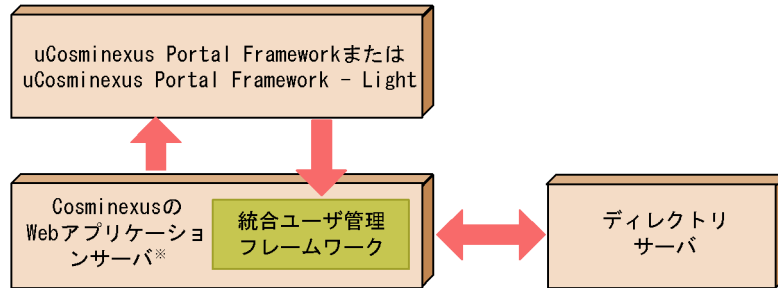 uCosminexus Portal Frameworkまたは
uCosminexus Portal Framework − Light
Cosminexusの
Webアプリケーショ
ンサーバ※
統合ユーザ管理
フレームワーク
ディレクトリ
サーバ